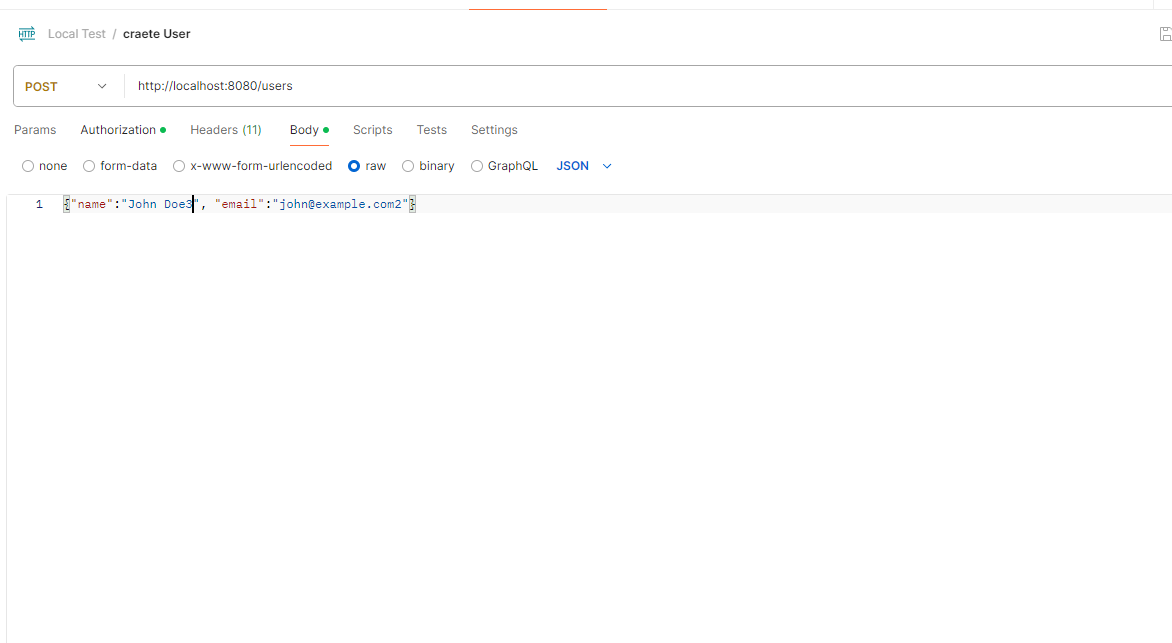 HTTP Local Test / craete User
POST http://localhost:8080/users
Params Authorization Headers (11) Body Scripts Tests Settings
none form-data x-www-form-urlencoded raw binary GraphQL JSON
1 {"name":"John Doe3", "email":"john@example.com2"}